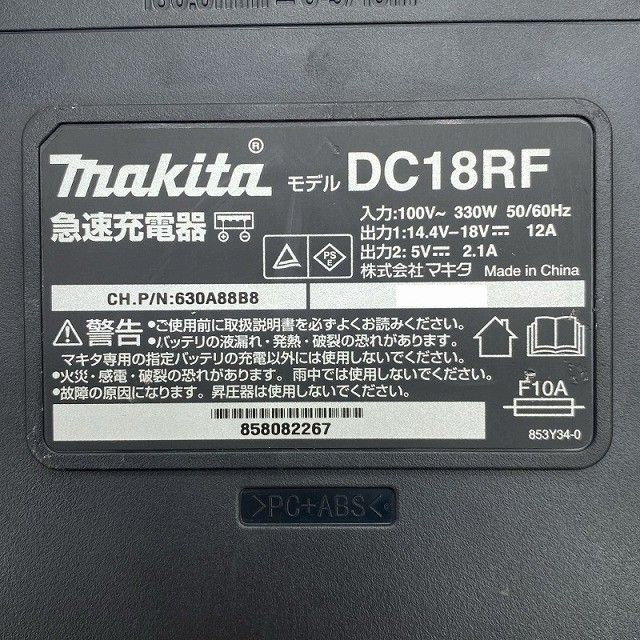 makita®
モデル DC18RF
急速充電器
入力:100V~ 330W 50/60Hz
出力1:14.4V-18V⎓ 12A
出力2: 5V⎓ 2.1A
株式会社マキタ Made in China
PS
E
CH.P/N:630A88B8
警告
•ご使用前に取扱説明書を必ずよくお読みください。
•バッテリの液漏れ・発熱・破裂の恐れがあります。
マキタ専用の指定バッテリの充電以外には使用しないでください。
•火災・感電・破裂の恐れがあります。雨中では使用しないでください。
•故障の原因になります。昇圧器は使用しないでください。
F10A
858082267
853Y34-0
>PC+ABS<